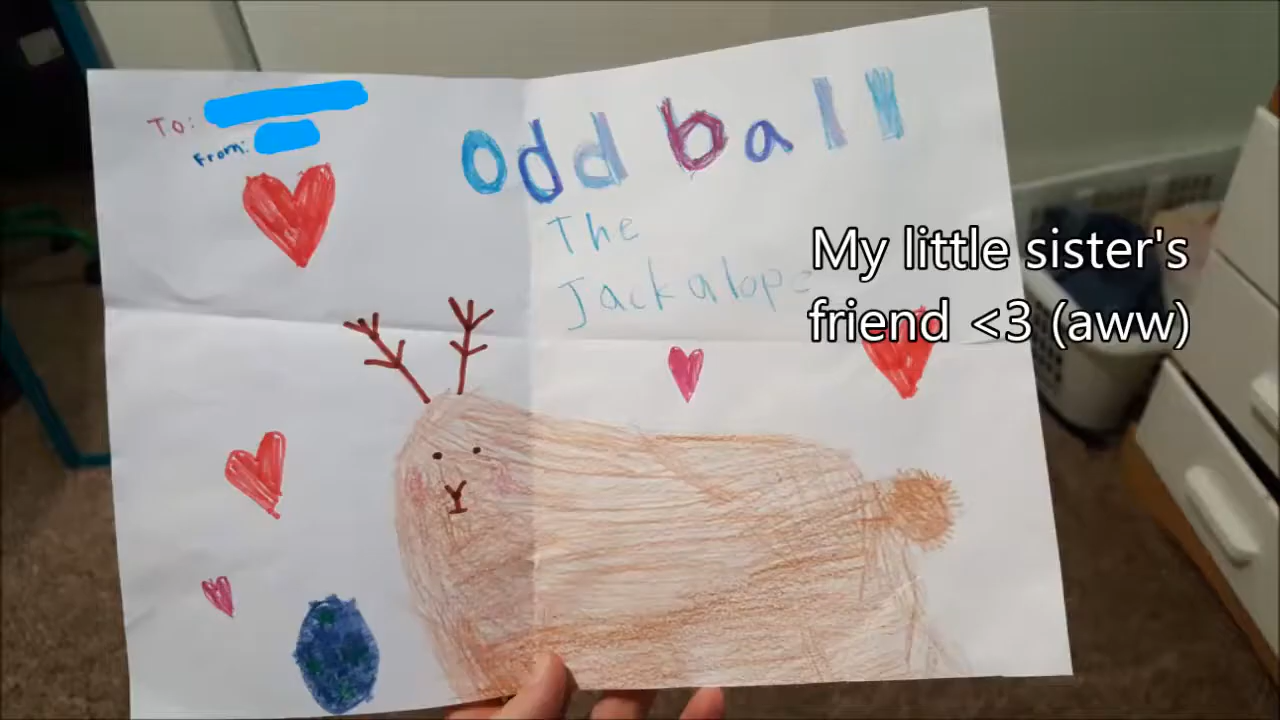 To:
From:
Odd ball
The
Jackalope
My little sister's
friend <3 (aww)